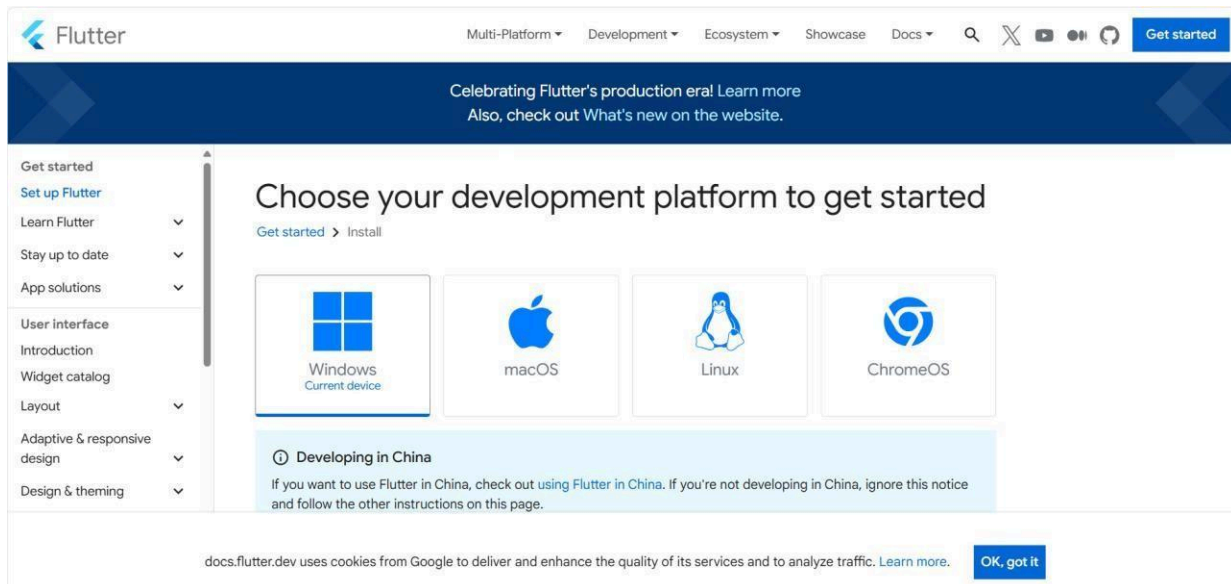 Flutter
Multi-Platform
Development
Ecosystem
Showcase
Docs
Get started
Celebrating Flutter's production era! Learn more
Also, check out What's new on the website.
Get started
Set up Flutter
Learn Flutter
Stay up to date
App solutions
User interface
Introduction
Widget catalog
Layout
Adaptive & responsive
design
Design & theming
Choose your development platform to get started
Get started > Install
Windows
Current device
macOS
Linux
ChromeOS
Developing in China
If you want to use Flutter in China, check out using Flutter in China. If you're not developing in China, ignore this notice
and follow the other instructions on this page.
docs.flutter.dev uses cookies from Google to deliver and enhance the quality of its services and to analyze traffic. Learn more.
OK, got it